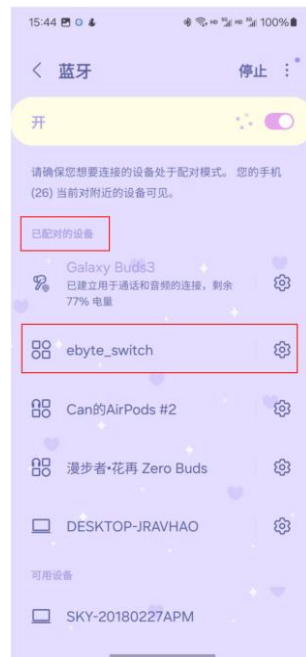 15:44 100%
蓝牙 停止
开
请确保您想要连接的设备处于配对模式。 您的手机
(26) 当前对附近的设备可见。
已配对的设备
Galaxy Buds3
已建立用于通话和音频的连接，剩余
77% 电量
ebyte_switch
Can的AirPods #2
漫步者•花再 Zero Buds
DESKTOP-JRAVHAO
可用设备
SKY-20180227APM